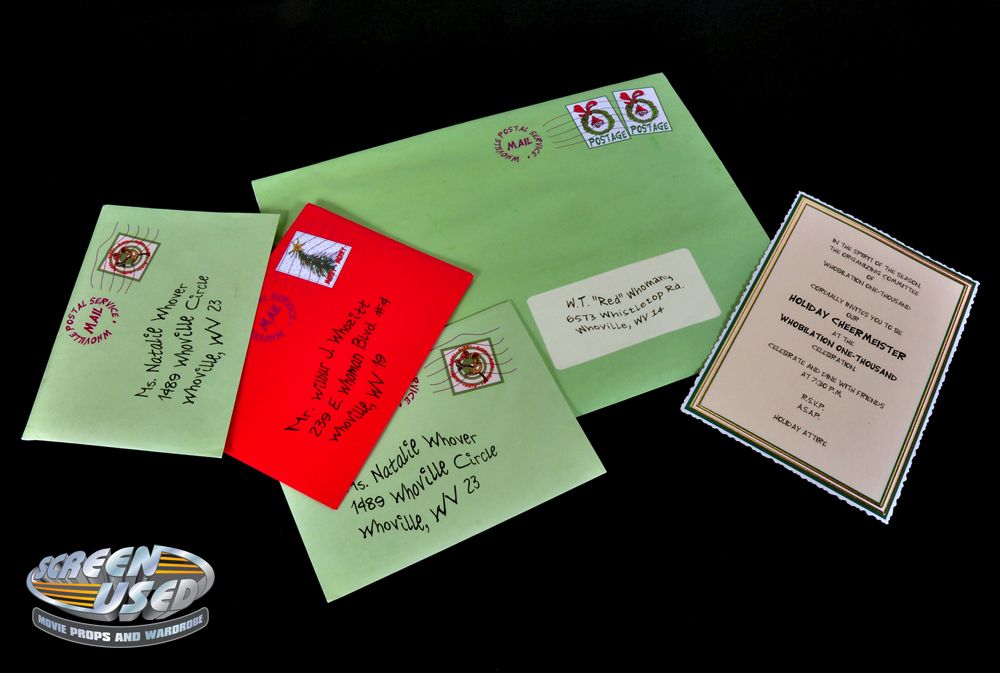 WHOVILLE POSTAL SERVICE •
MAIL
Ms. Natalie Whover
1489 Whoville Circle
Whoville, WV 23
MAIL
Mr. Wilbur J. Whozitt
239 E. Whoman Blvd. #4
Whoville, WV 19
Ms. Natalie Whover
1489 Whoville Circle
Whoville, WV 23
WHOVILLE POSTAL SERVICE •
MAIL
POSTAGE
POSTAGE
W.T. "Red" Whomany
6573 Whistletop Rd.
Whoville, WV 14
IN THE SPIRIT OF THE SEASON,
THE ORGANIZING COMMITTEE
OF
WHOBILATION ONE-THOUSAND
CORDIALLY INVITES YOU TO BE
OUR
HOLIDAY CHEERMEISTER
AT THE
WHOBILATION ONE-THOUSAND
CELEBRATION.
CELEBRATE AND DINE WITH FRIENDS
AT 7:30 P.M.
R.S.V.P.
A.S.A.P.
HOLIDAY ATTIRE
SCREEN
USED
MOVIE PROPS AND WARDROBE